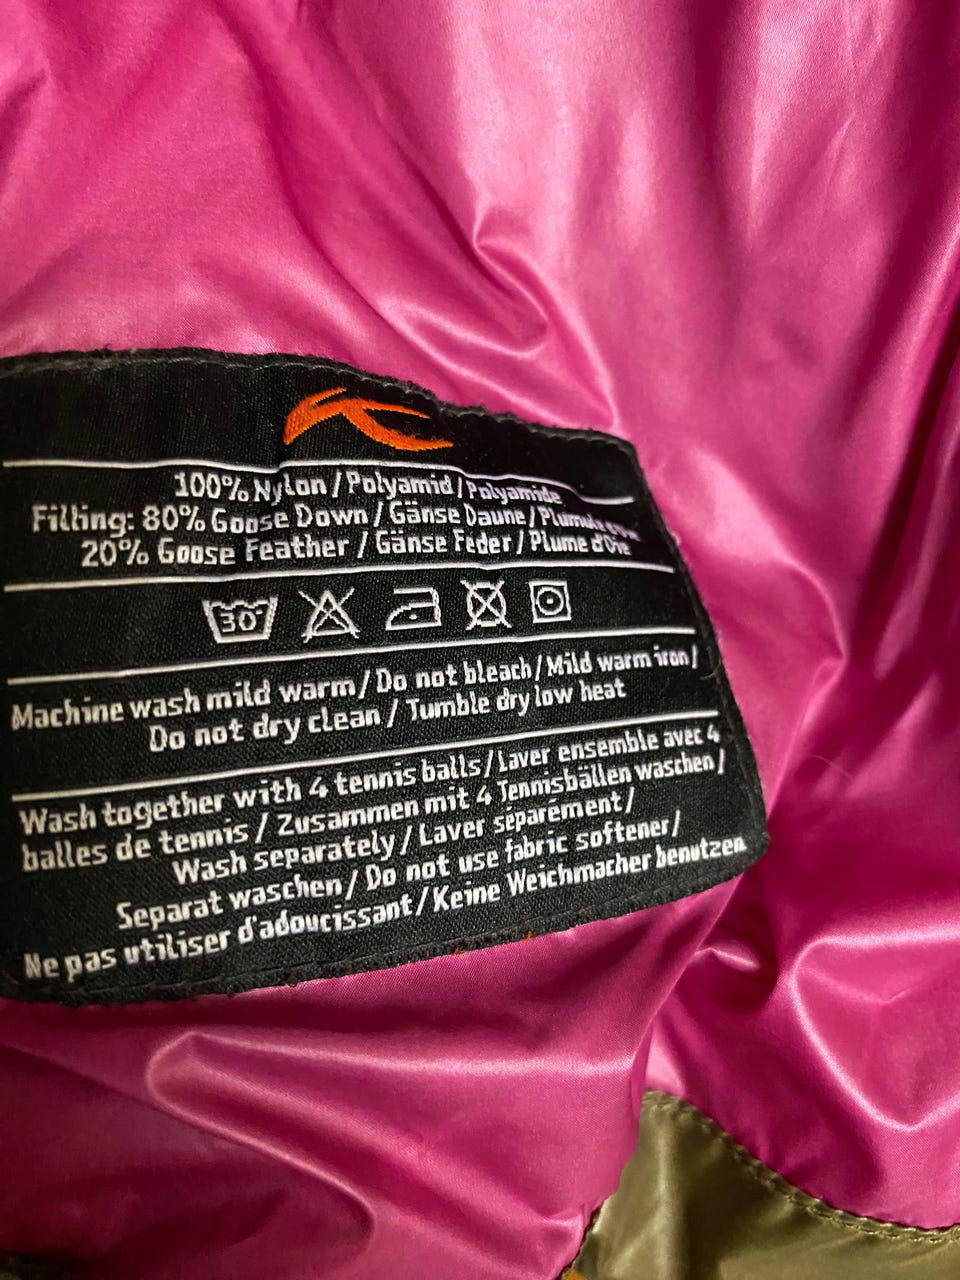 100% Nylon / Polyamid / Polyamide
Filling: 80% Goose Down / Gänse Daune /
20% Goose Feather / Gänse Feder / Plume d'Oie
30°
Machine wash mild warm / Do not bleach / Mild warm iron /
Do not dry clean / Tumble dry low heat
Wash together with 4 tennis balls / Laver ensemble avec 4
balles de tennis / Zusammen mit 4 Tennisbällen waschen /
Wash separately / Laver séparément /
Separat waschen / Do not use fabric softener /
Ne pas utiliser d'adoucissant / Keine Weichmacher benutzen